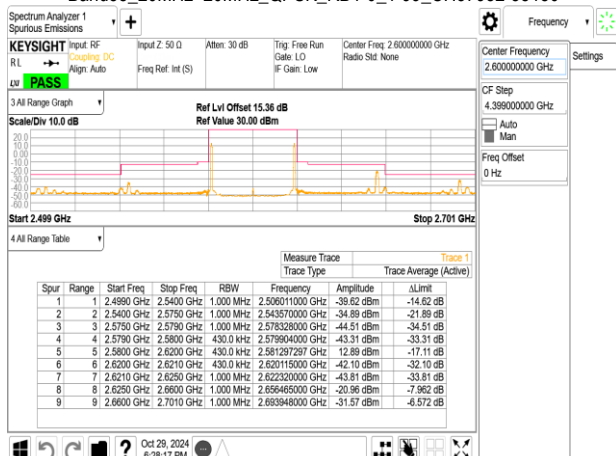 Spectrum Analyzer 1
Spurious Emissions
Frequency
KEYSIGHT Input: RF Input Z: 50 Ω Atten: 30 dB Trig: Free Run Center Freq: 2.600000000 GHz
RL Coupling: DC Gate: LO Radio Std: None
Align: Auto Freq Ref: Int (S) IF Gain: Low
PASS
Center Frequency
2.600000000 GHz
Settings
CF Step
4.399000000 GHz
Auto
Man
Freq Offset
0 Hz
3 All Range Graph
Ref Lvl Offset 15.36 dB
Scale/Div 10.0 dB Ref Value 30.00 dBm
20.0
10.0
0.00
-10.0
-20.0
-30.0
-40.0
-50.0
-60.0
Start 2.499 GHz Stop 2.701 GHz
4 All Range Table
Measure Trace Trace 1
Trace Type Trace Average (Active)
Spur Range Start Freq Stop Freq RBW Frequency Amplitude ΔLimit
1 1 2.4990 GHz 2.5400 GHz 1.000 MHz 2.506011000 GHz -39.62 dBm -14.62 dB
2 2 2.5400 GHz 2.5750 GHz 1.000 MHz 2.543570000 GHz -34.89 dBm -21.89 dB
3 3 2.5750 GHz 2.5790 GHz 1.000 MHz 2.578328000 GHz -44.51 dBm -34.51 dB
4 4 2.5790 GHz 2.5800 GHz 430.0 kHz 2.579904000 GHz -43.31 dBm -33.31 dB
5 5 2.5800 GHz 2.6200 GHz 430.0 kHz 2.581297297 GHz 12.89 dBm -17.11 dB
6 6 2.6200 GHz 2.6210 GHz 430.0 kHz 2.620115000 GHz -42.10 dBm -32.10 dB
7 7 2.6210 GHz 2.6250 GHz 1.000 MHz 2.622320000 GHz -43.81 dBm -33.81 dB
8 8 2.6250 GHz 2.6600 GHz 1.000 MHz 2.656465000 GHz -20.96 dBm -7.962 dB
9 9 2.6600 GHz 2.7010 GHz 1.000 MHz 2.693948000 GHz -31.57 dBm -6.572 dB
Oct 29, 2024
6:28:17 PM